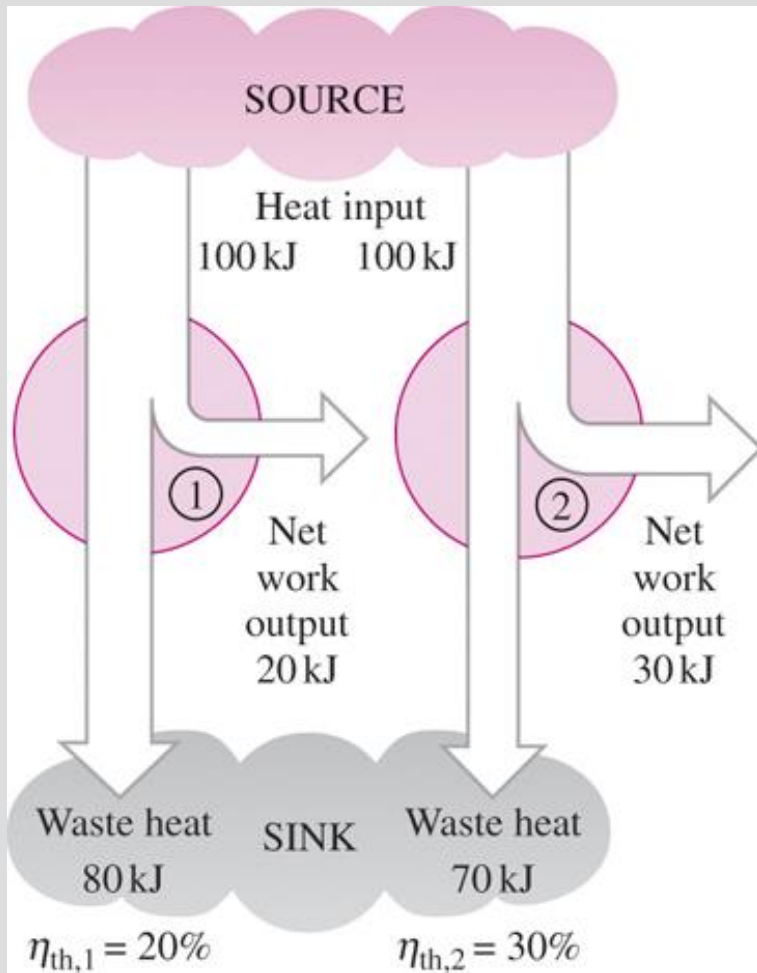 SOURCE
Heat input
100 kJ 100 kJ
1
Net
work
output
20 kJ
2
Net
work
output
30 kJ
Waste heat
80 kJ
SINK
Waste heat
70 kJ
ηth,1 = 20%
ηth,2 = 30%